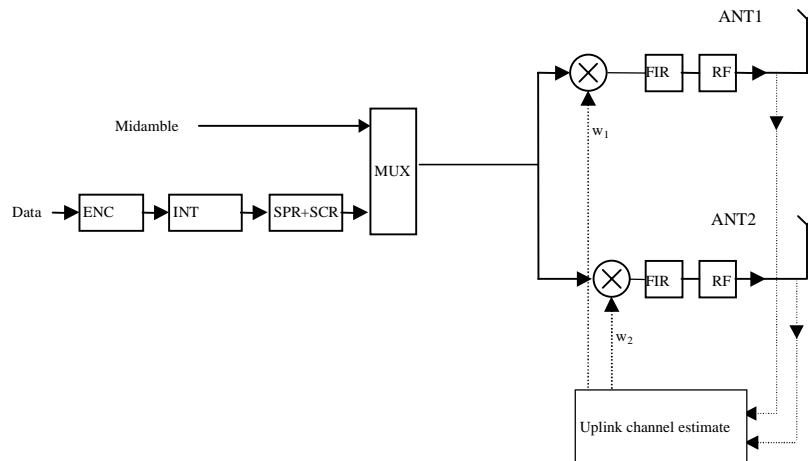 ANT1
FIR
RF
Midamble
w1
MUX
Data
ENC
INT
SPR+SCR
ANT2
FIR
RF
w2
Uplink channel estimate